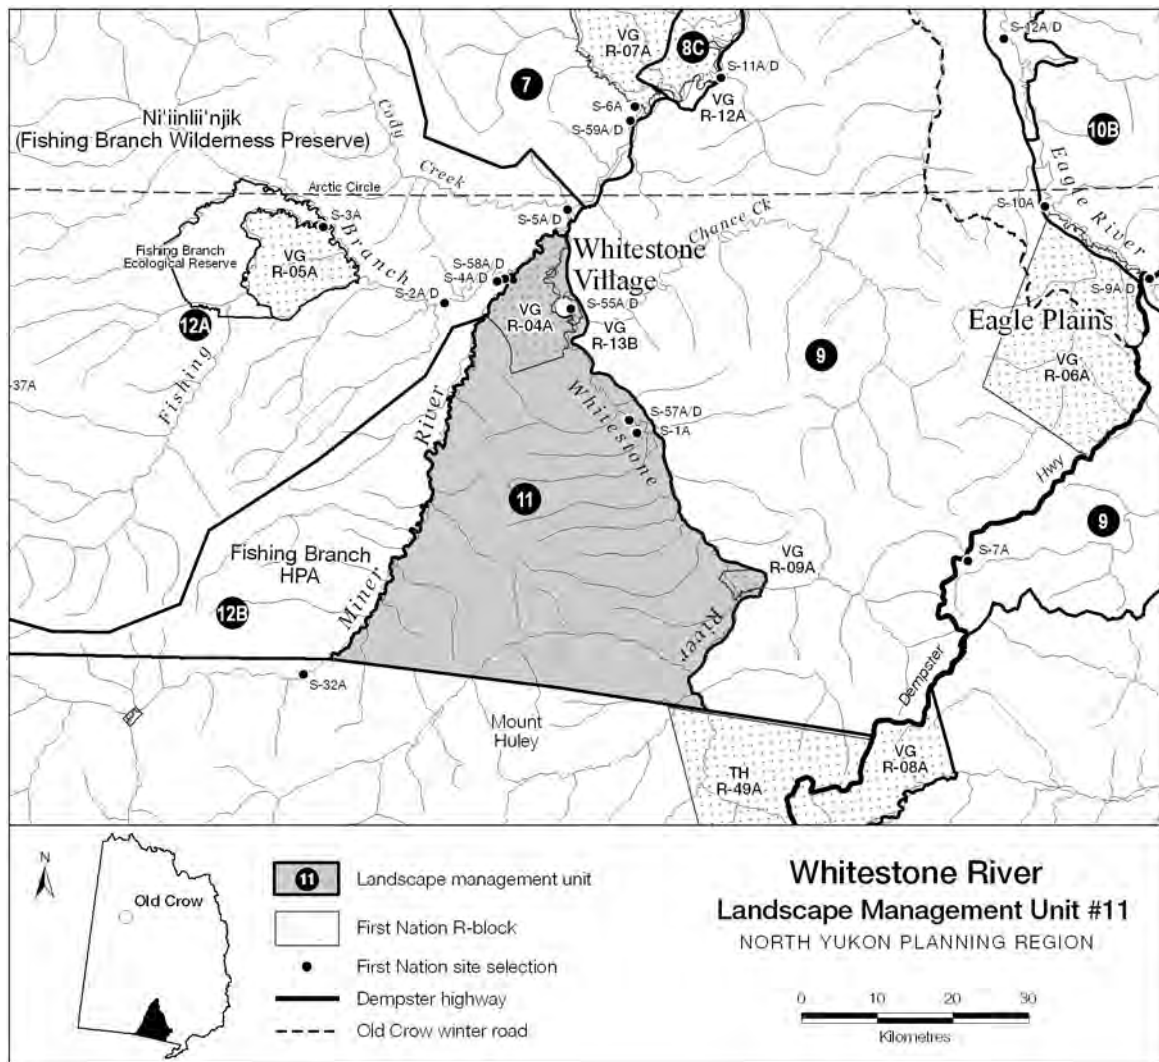 VG
R-07A
8C
S-12A/D
S-11A/D
7
VG
R-12A
S-6A
S-59A/D
10B
Ni'iinlii'njik
(Fishing Branch Wilderness Preserve)
Cody
Creek
Arctic Circle
Eagle River
S-10A
S-5A/D
Chance Ck
S-3A
Branch
Fishing Branch
Ecological Reserve
VG
R-05A
Whitestone
Village
S-58A/D
S-4A/D
S-2A/D
S-9A/D
S-55A/D
VG
R-04A
VG
R-13B
Eagle Plains
12A
9
VG
R-06A
Fishing
37A
Whitestone
River
S-57A/D
S-1A
Hwy
11
9
Fishing Branch
HPA
VG
R-09A
S-7A
Miner
12B
River
Dempster
S-32A
Mount
Huley
VG
R-08A
TH
R-49A
N
Old Crow
11
Landscape management unit
First Nation R-block
First Nation site selection
Dempster highway
Old Crow winter road
Whitestone River
Landscape Management Unit #11
NORTH YUKON PLANNING REGION
0 10 20 30
Kilometres